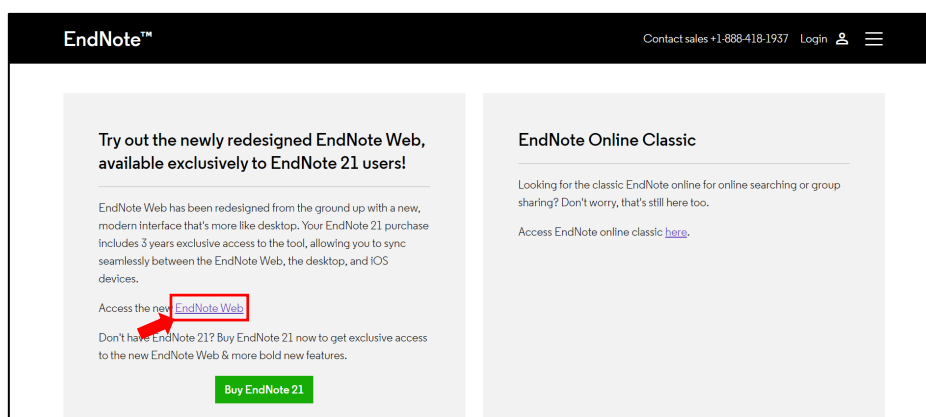 EndNote™
Contact sales +1-888-418-1937 Login
Try out the newly redesigned EndNote Web,
available exclusively to EndNote 21 users!
EndNote Web has been redesigned from the ground up with a new,
modern interface that's more like desktop. Your EndNote 21 purchase
includes 3 years exclusive access to the tool, allowing you to sync
seamlessly between the EndNote Web, the desktop, and iOS
devices.
Access the new EndNote Web
Don't have EndNote 21? Buy EndNote 21 now to get exclusive access
to the new EndNote Web & more bold new features.
Buy EndNote 21
EndNote Online Classic
Looking for the classic EndNote online for online searching or group
sharing? Don't worry, that's still here too.
Access EndNote online classic here.